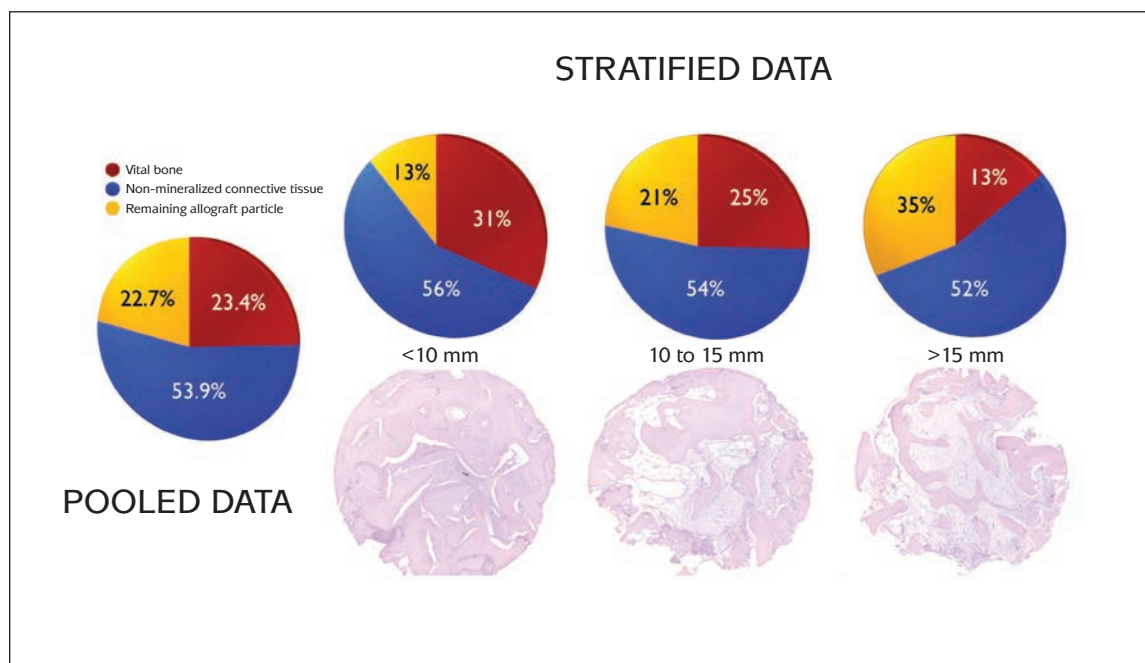 STRATIFIED DATA
Vital bone
Non-mineralized connective tissue
Remaining allograft particle
22.7%
23.4%
53.9%
POOLED DATA
13%
31%
56%
<10 mm
21%
25%
54%
10 to 15 mm
35%
13%
52%
>15 mm